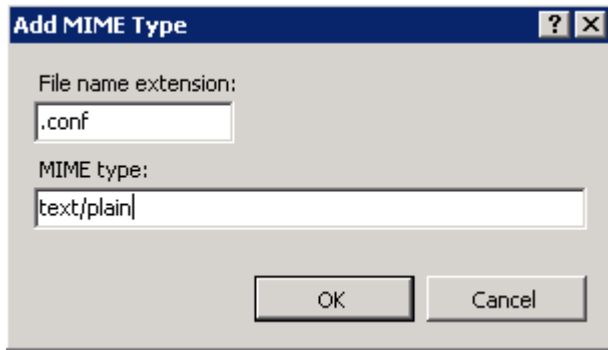 Add MIME Type
File name extension:
.conf
MIME type:
text/plain
OK Cancel